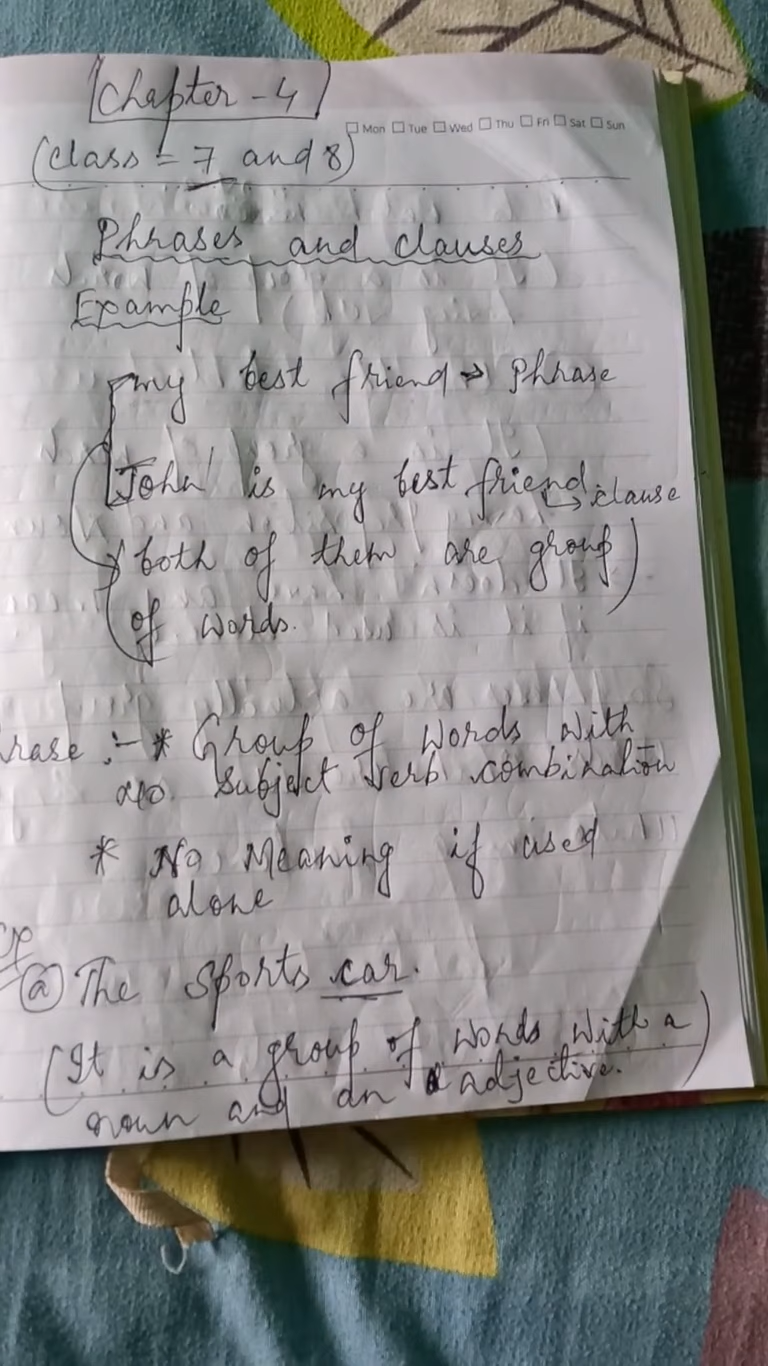 Chapter - 4
Mon Tue Wed Thu Fri Sat Sun
(class = 7 and 8)
Phrases and clauses
Example
my best friend → Phrase
John is my best friend → clause
(both of them are group
of words.)
rase :- * Group of words with
no subject verb combination
* No Meaning if used
alone
(a) The sports car.
(It is a group of words with a
noun and an adjective.)